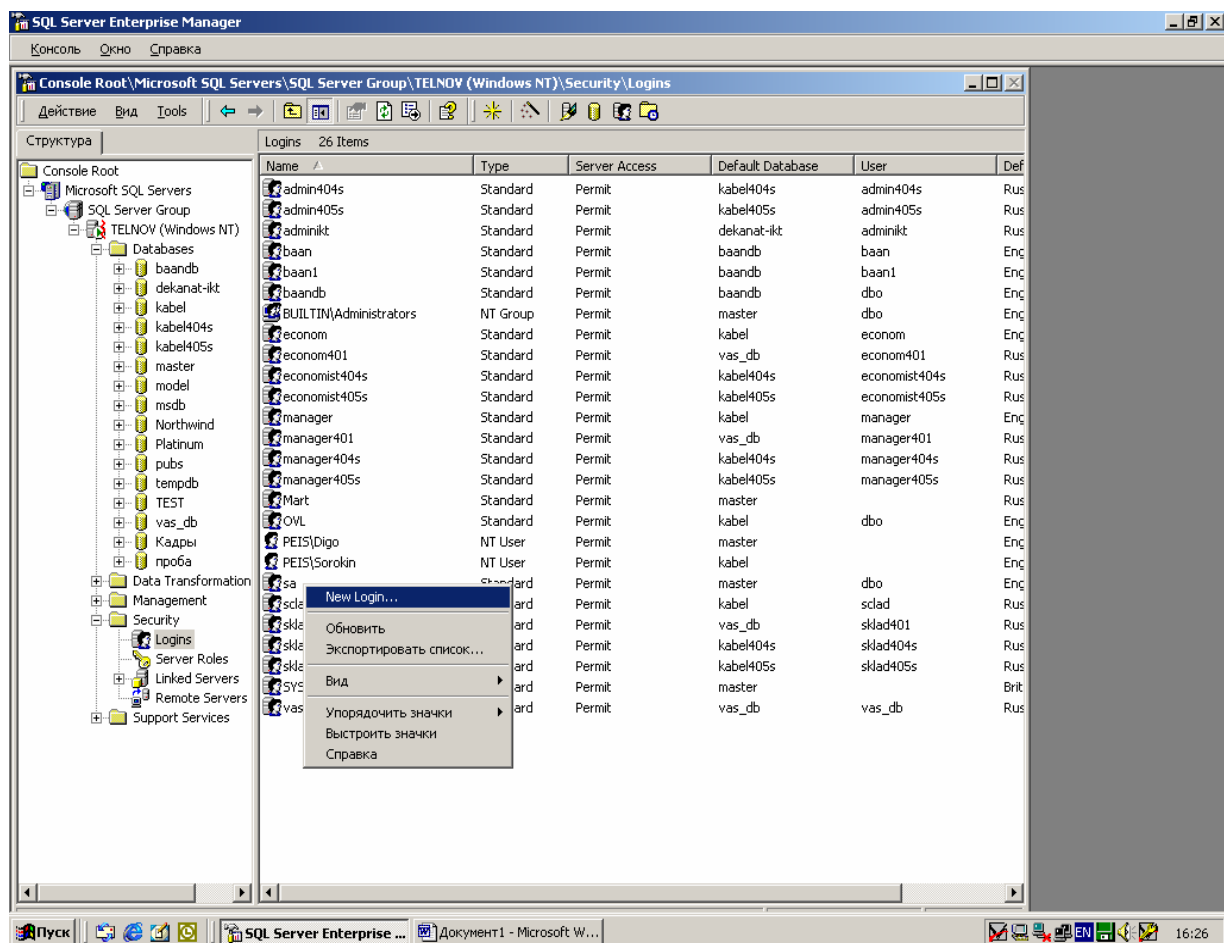 SQL Server Enterprise Manager
Консоль Окно Справка
Console Root\Microsoft SQL Servers\SQL Server Group\TELNOV (Windows NT)\Security\Logins
Действие Вид Tools
Структура
Logins 26 Items
Console Root
Microsoft SQL Servers
SQL Server Group
TELNOV (Windows NT)
Databases
baandb
dekanat-ikt
kabel
kabel404s
kabel405s
master
model
msdb
Northwind
Platinum
pubs
tempdb
TEST
vas_db
Кадры
проба
Data Transformation
Management
Security
Logins
Server Roles
Linked Servers
Remote Servers
Support Services
Name Type Server Access Default Database User Def
admin404s Standard Permit kabel404s admin404s Rus
admin405s Standard Permit kabel405s admin405s Rus
adminikt Standard Permit dekanat-ikt adminikt Rus
baan Standard Permit baandb baan Eng
baan1 Standard Permit baandb baan1 Eng
baandb Standard Permit baandb dbo Eng
BUILTIN\Administrators NT Group Permit master dbo Eng
econom Standard Permit kabel econom Eng
econom401 Standard Permit vas_db econom401 Rus
economist404s Standard Permit kabel404s economist404s Rus
economist405s Standard Permit kabel405s economist405s Rus
manager Standard Permit kabel manager Eng
manager401 Standard Permit vas_db manager401 Rus
manager404s Standard Permit kabel404s manager404s Rus
manager405s Standard Permit kabel405s manager405s Rus
Mart Standard Permit master Rus
OVL Standard Permit kabel dbo Eng
PEIS\Digo NT User Permit master Eng
PEIS\Sorokin NT User Permit kabel Eng
sa Standard Permit master dbo Eng
scla ard Permit kabel sclad Rus
skla ard Permit vas_db sklad401 Rus
skla ard Permit kabel404s sklad404s Rus
skla ard Permit kabel405s sklad405s Rus
SYS ard Permit master Brit
vas ard Permit vas_db vas_db Rus
New Login...
Обновить
Экспортировать список...
Вид
Упорядочить значки
Выстроить значки
Справка
Пуск SQL Server Enterprise ... Документ1 - Microsoft W... EN 16:26